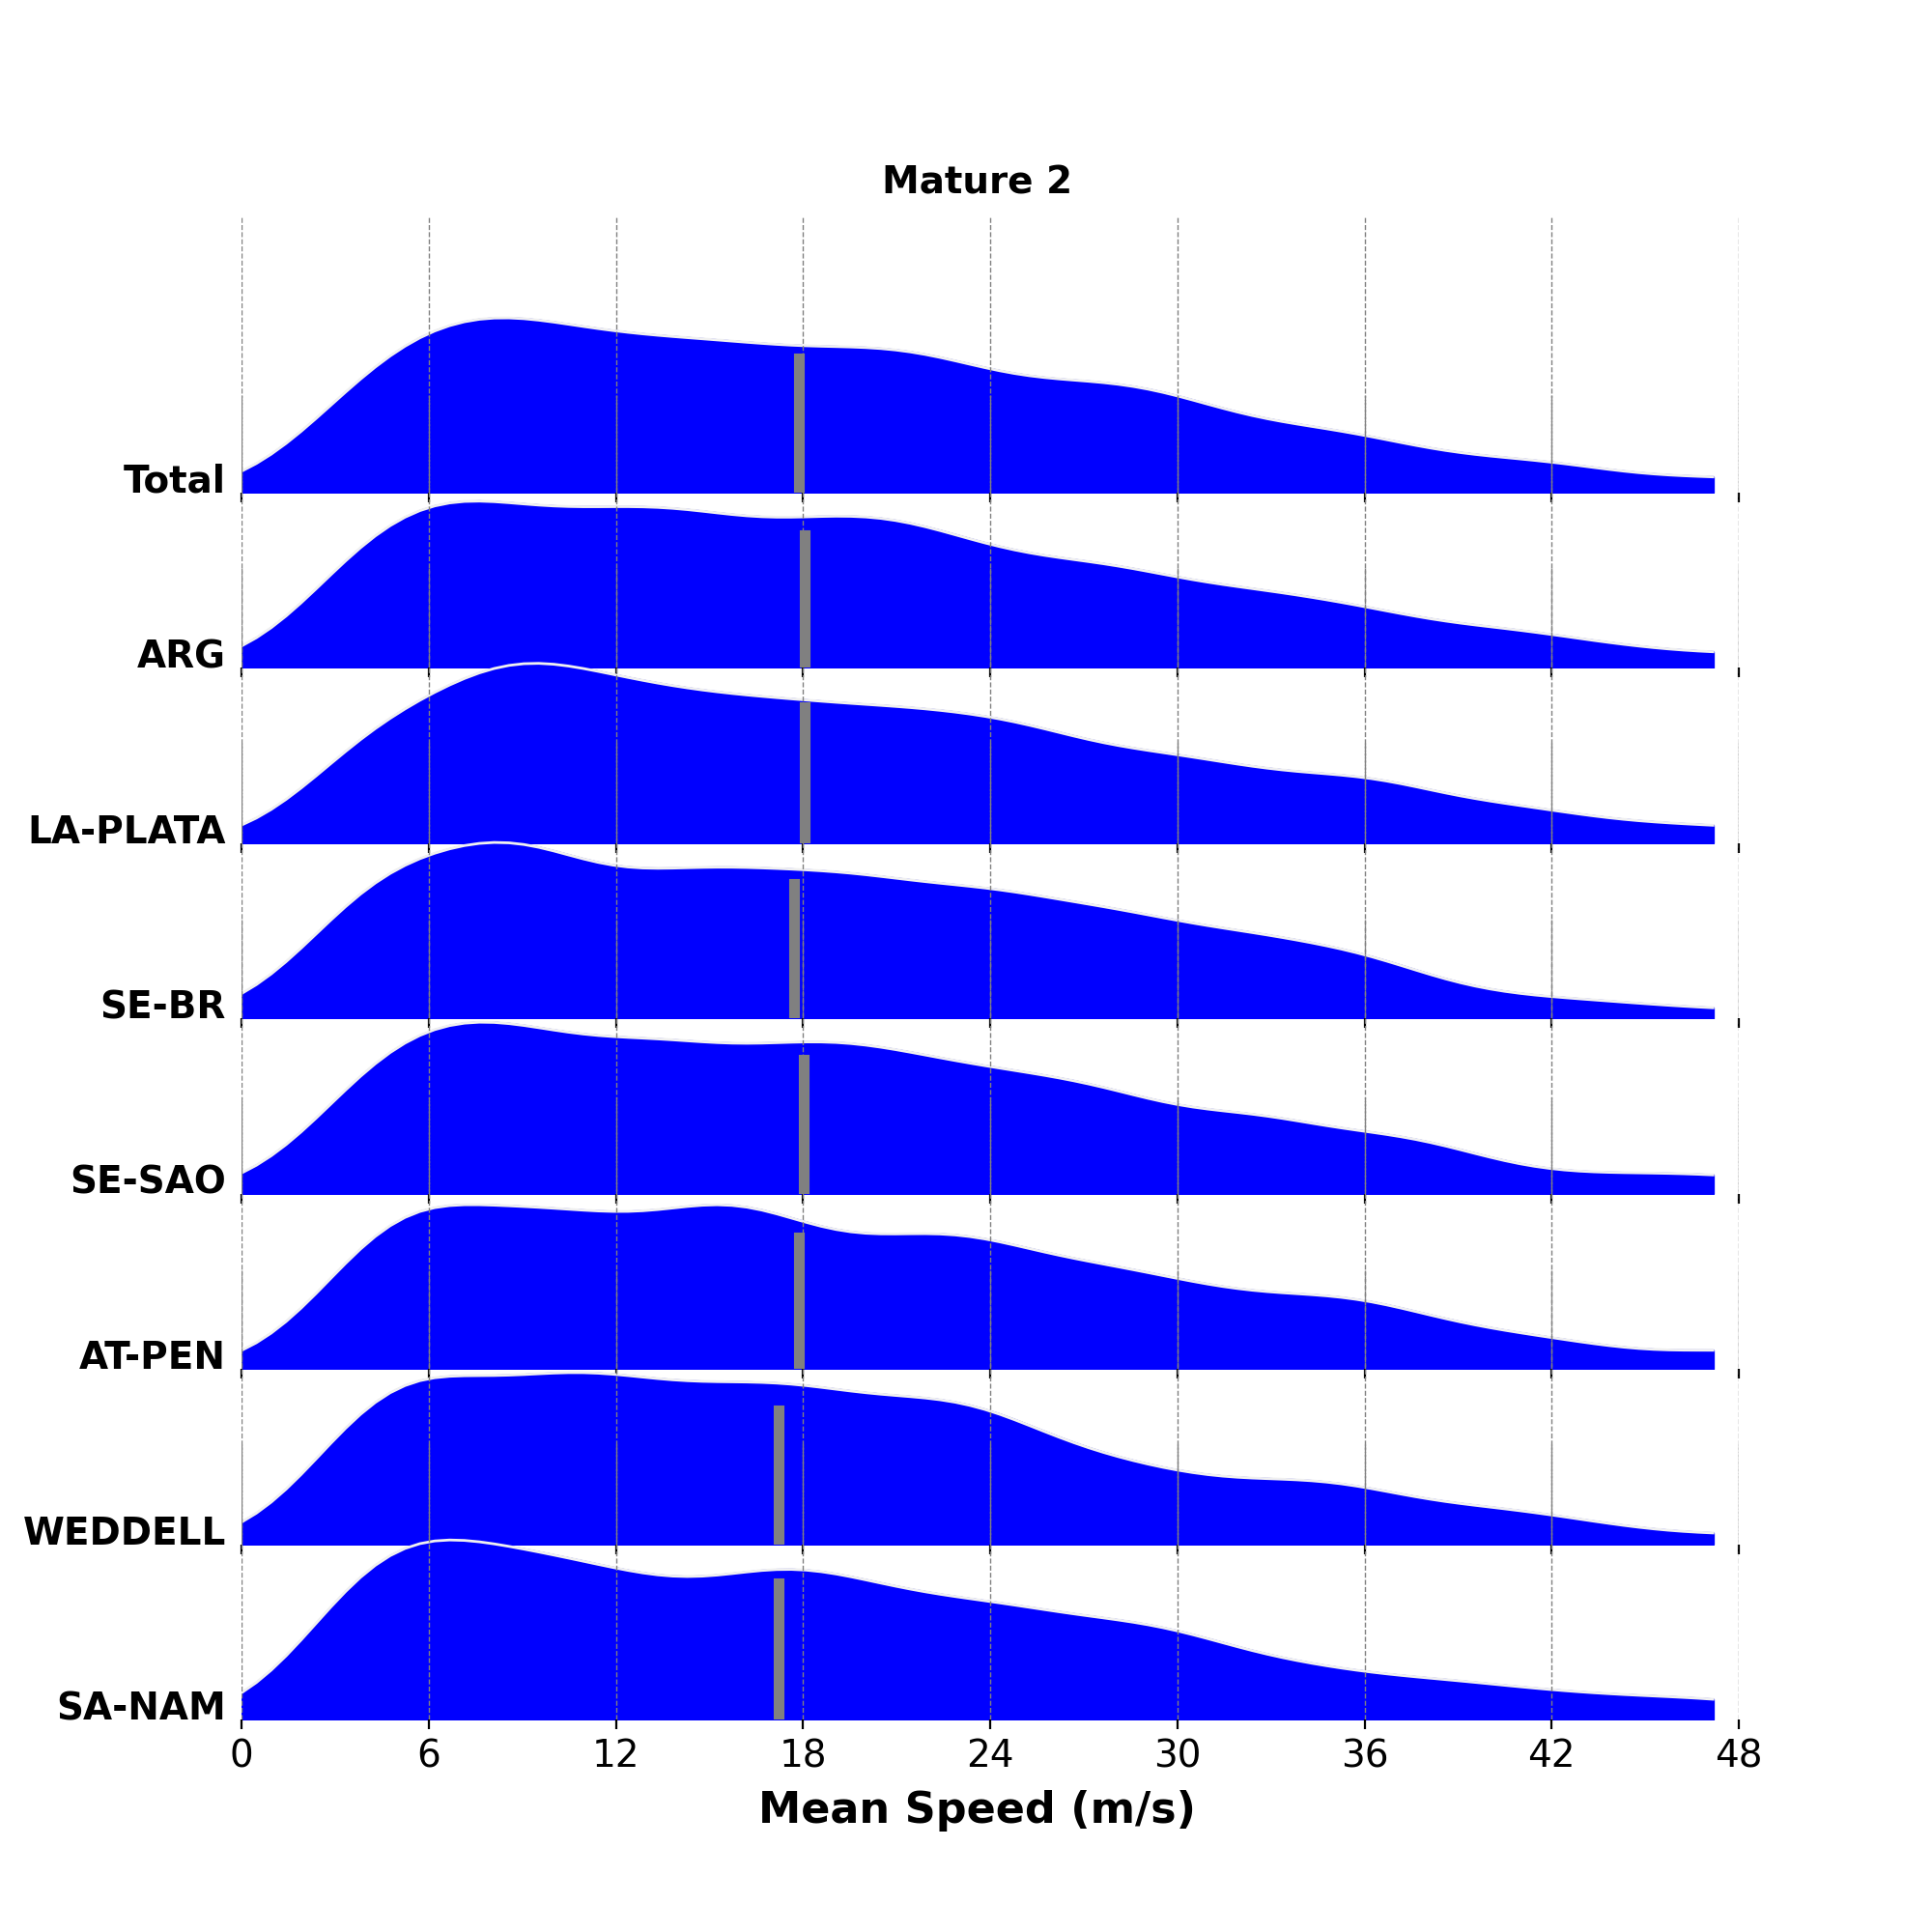 Mature 2
Total
ARG
LA-PLATA
SE-BR
SE-SAO
AT-PEN
WEDDELL
SA-NAM
0 6 12 18 24 30 36 42 48
Mean Speed (m/s)